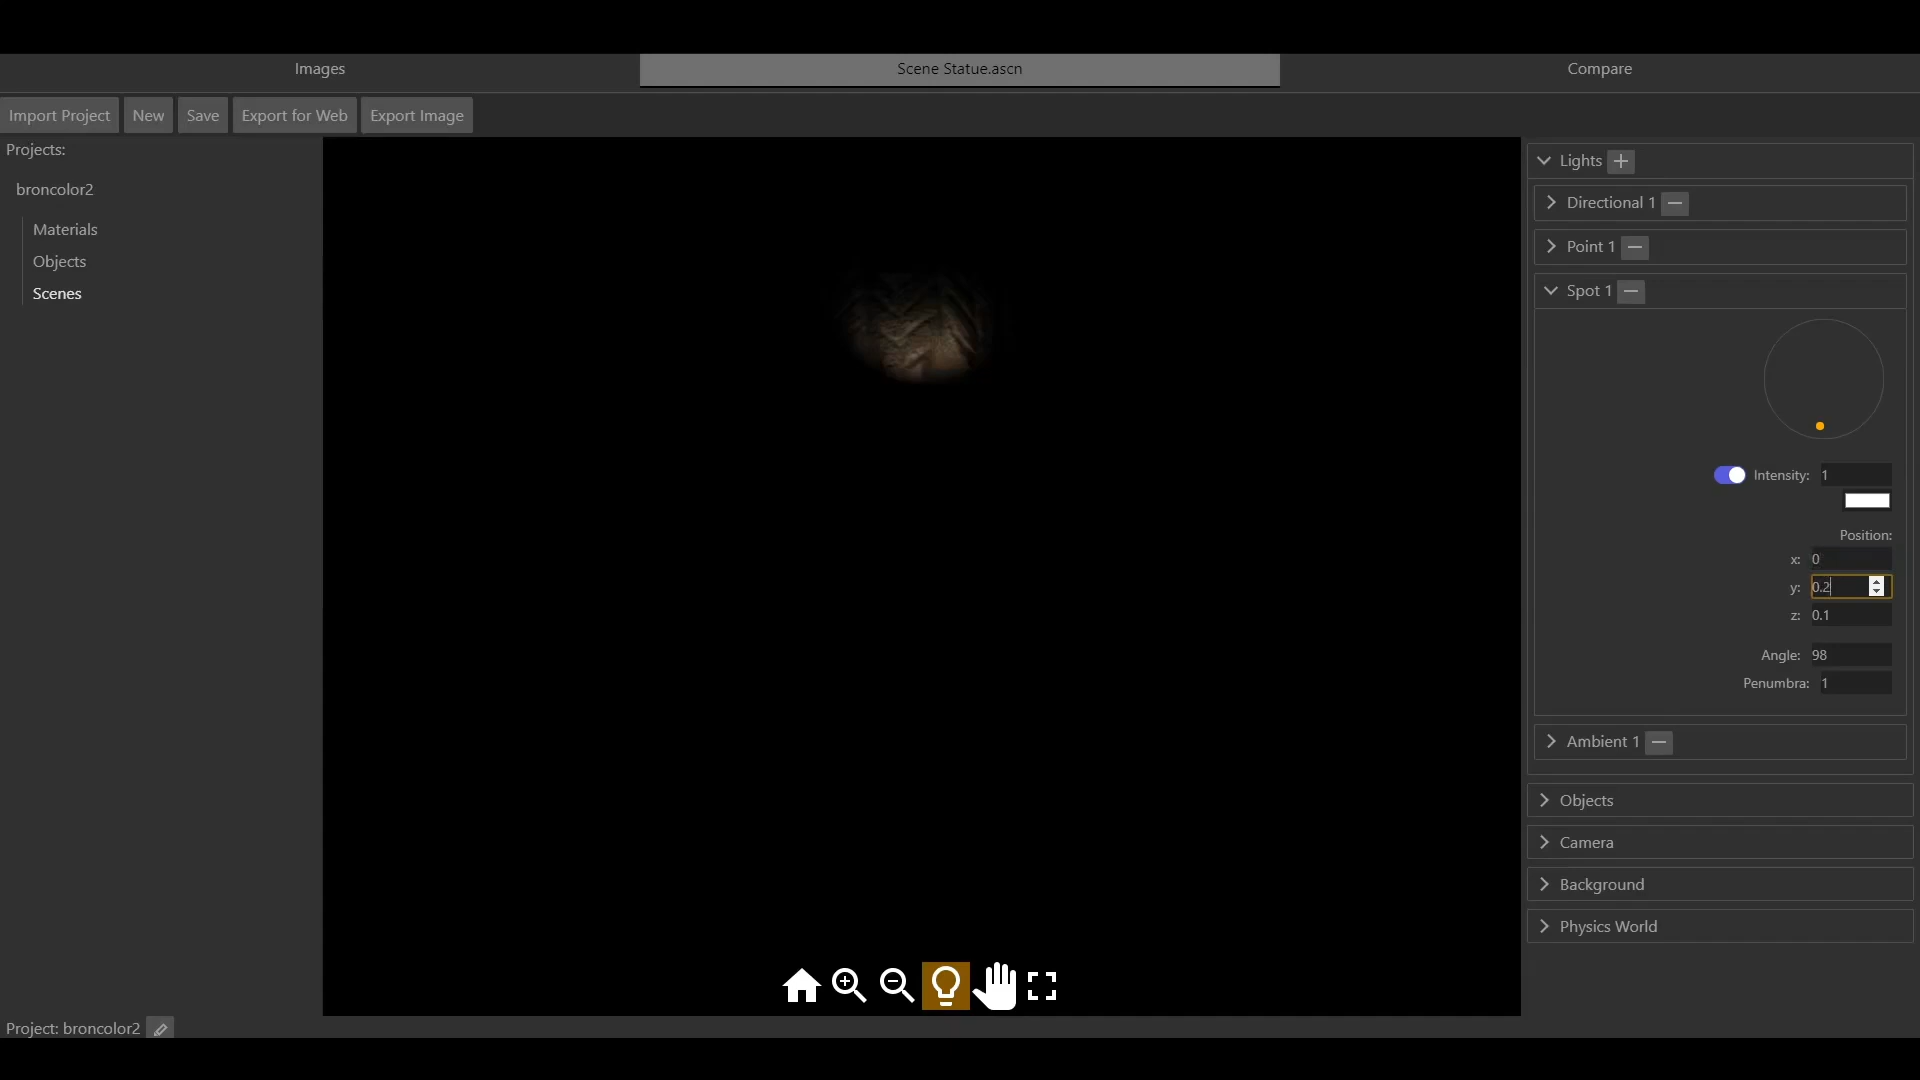 Images
Scene Statue.ascn
Compare
Import Project
New
Save
Export for Web
Export Image
Projects:
broncolor2
Materials
Objects
Scenes
Lights
Directional 1
Point 1
Spot 1
Intensity: 1
Position:
x: 0
y: 0.2
z: 0.1
Angle: 98
Penumbra: 1
Ambient 1
Objects
Camera
Background
Physics World
Project: broncolor2